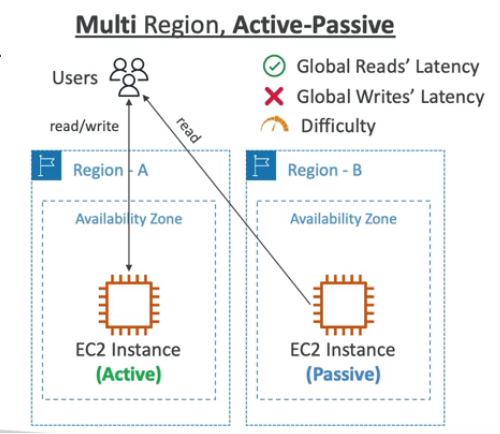 Multi Region, Active-Passive
Users
Global Reads' Latency
Global Writes' Latency
Difficulty
read/write
read
Region - A
Region - B
Availability Zone
Availability Zone
EC2 Instance
(Active)
EC2 Instance
(Passive)